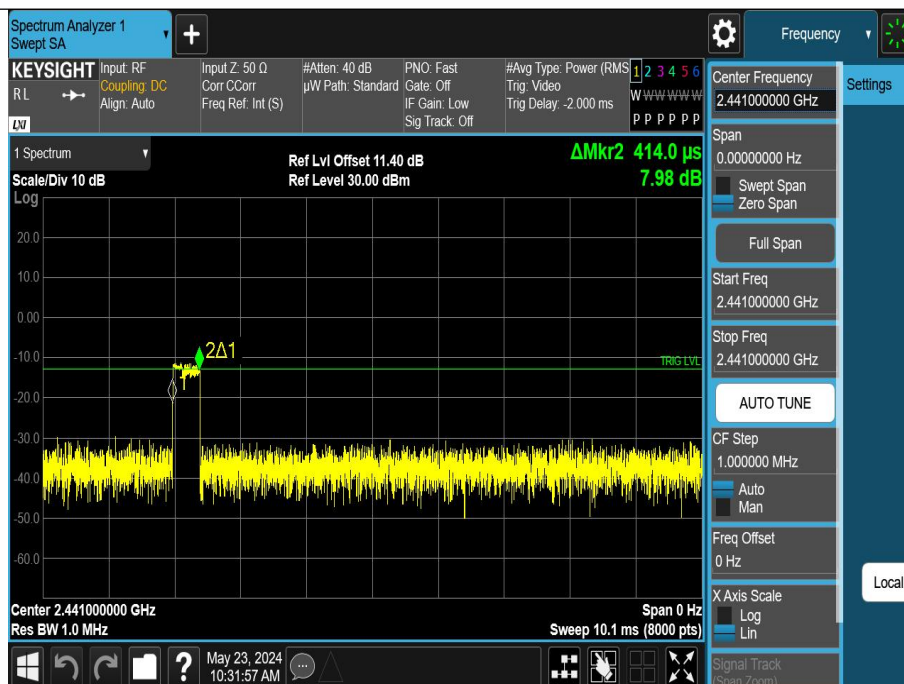 Spectrum Analyzer 1
Swept SA
+
Frequency
KEYSIGHT
R L
LXI
Input: RF
Coupling: DC
Align: Auto
Input Z: 50 Ω
Corr CCorr
Freq Ref: Int (S)
#Atten: 40 dB
µW Path: Standard
PNO: Fast
Gate: Off
IF Gain: Low
Sig Track: Off
#Avg Type: Power (RMS
Trig: Video
Trig Delay: -2.000 ms
1 2 3 4 5 6
W W W W W W
P P P P P P
1 Spectrum
Scale/Div 10 dB
Log
Ref Lvl Offset 11.40 dB
Ref Level 30.00 dBm
ΔMkr2 414.0 µs
7.98 dB
20.0
10.0
0.00
-10.0
-20.0
-30.0
-40.0
-50.0
-60.0
2Δ1
TRIG LVL
Center 2.441000000 GHz
Res BW 1.0 MHz
Span 0 Hz
Sweep 10.1 ms (8000 pts)
Center Frequency
2.441000000 GHz
Span
0.00000000 Hz
Swept Span
Zero Span
Full Span
Start Freq
2.441000000 GHz
Stop Freq
2.441000000 GHz
AUTO TUNE
CF Step
1.000000 MHz
Auto
Man
Freq Offset
0 Hz
X Axis Scale
Log
Lin
Signal Track
(Span Zoom)
Settings
Local
?
May 23, 2024
10:31:57 AM